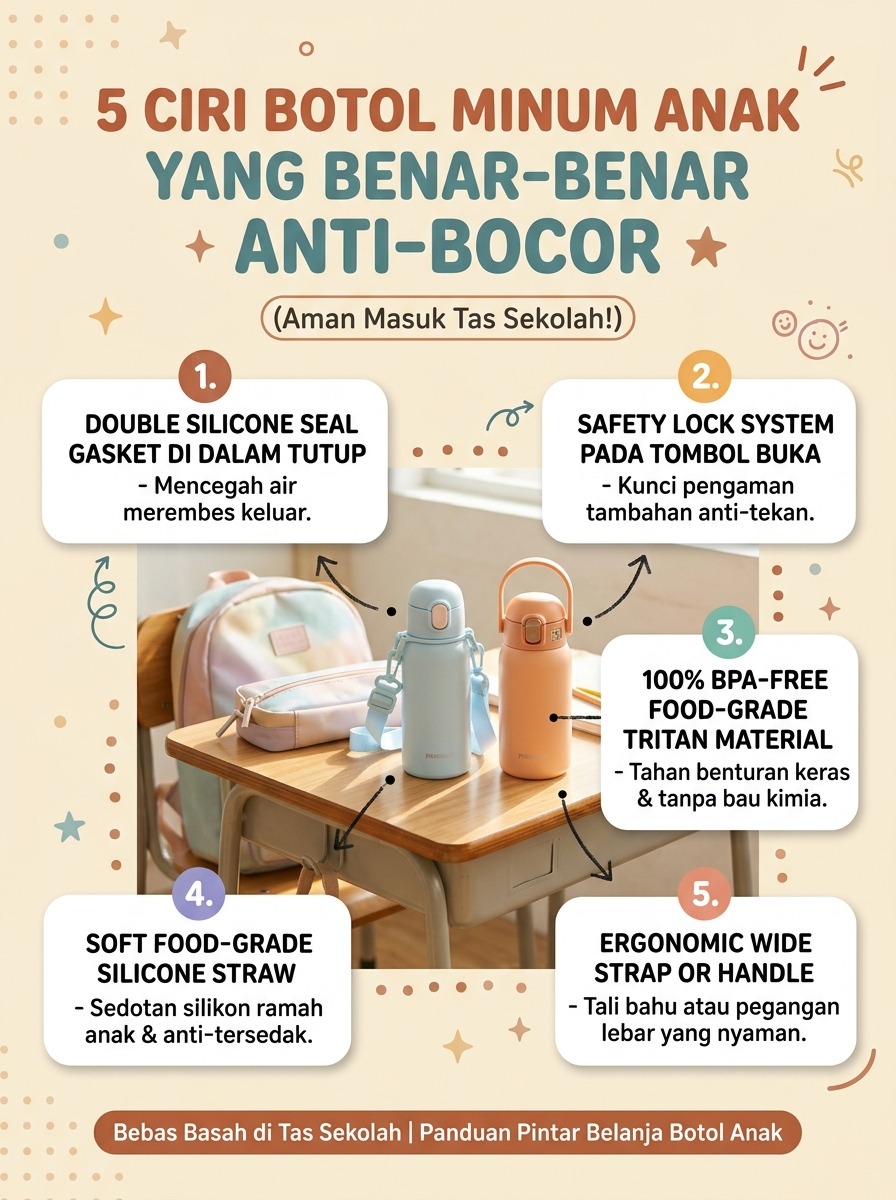 5 CIRI BOTOL MINUM ANAK
YANG BENAR-BENAR
ANTI-BOCOR
(Aman Masuk Tas Sekolah!)
1.
DOUBLE SILICONE SEAL
GASKET DI DALAM TUTUP
- Mencegah air
merembes keluar.
2.
SAFETY LOCK SYSTEM
PADA TOMBOL BUKA
- Kunci pengaman
tambahan anti-tekan.
3.
100% BPA-FREE
FOOD-GRADE
TRITAN MATERIAL
- Tahan benturan keras
& tanpa bau kimia.
4.
SOFT FOOD-GRADE
SILICONE STRAW
- Sedotan silikon ramah
anak & anti-tersedak.
5.
ERGONOMIC WIDE
STRAP OR HANDLE
- Tali bahu atau pegangan
lebar yang nyaman.
Bebas Basah di Tas Sekolah | Panduan Pintar Belanja Botol Anak